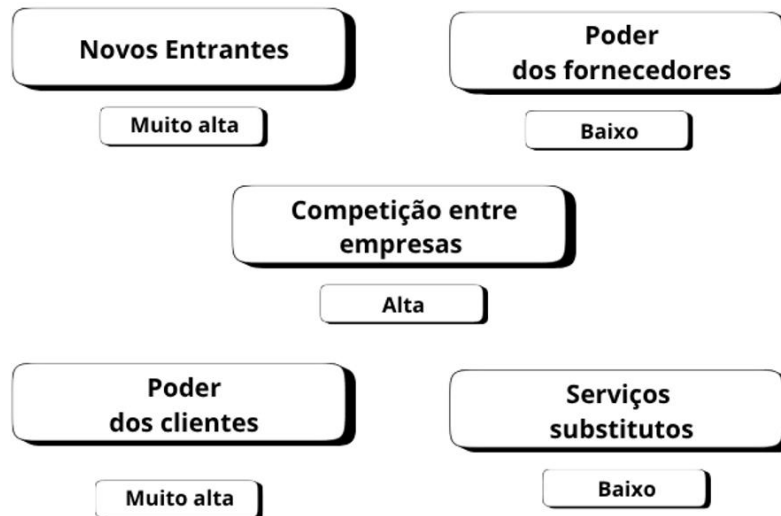 Novos Entrantes
Muito alta
Poder
dos fornecedores
Baixo
Competição entre
empresas
Alta
Poder
dos clientes
Muito alta
Serviços
substitutos
Baixo